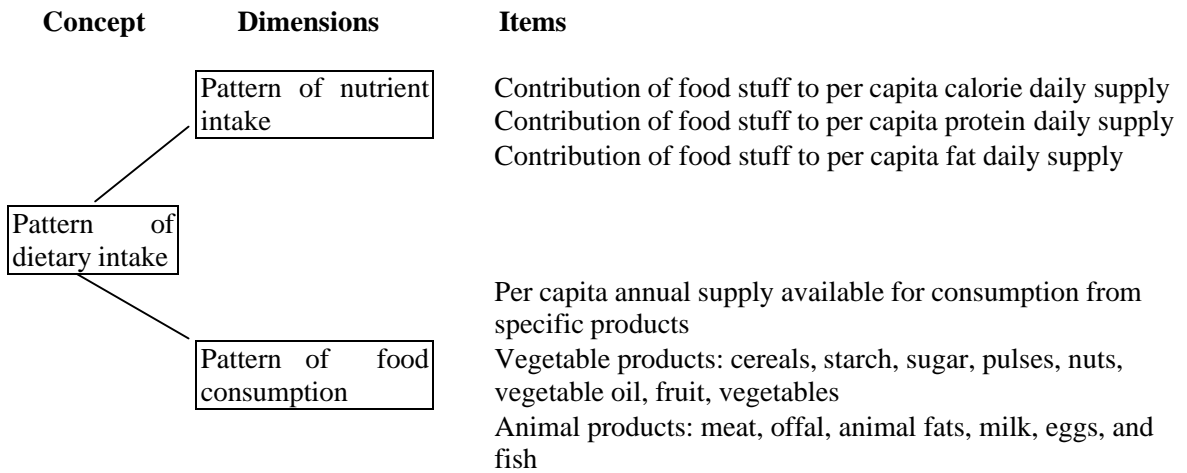 Concept Dimensions Items
Pattern of nutrient intake
Contribution of food stuff to per capita calorie daily supply
Contribution of food stuff to per capita protein daily supply
Contribution of food stuff to per capita fat daily supply
Pattern of
dietary intake
Per capita annual supply available for consumption from
specific products
Pattern of food
consumption
Vegetable products: cereals, starch, sugar, pulses, nuts,
vegetable oil, fruit, vegetables
Animal products: meat, offal, animal fats, milk, eggs, and
fish